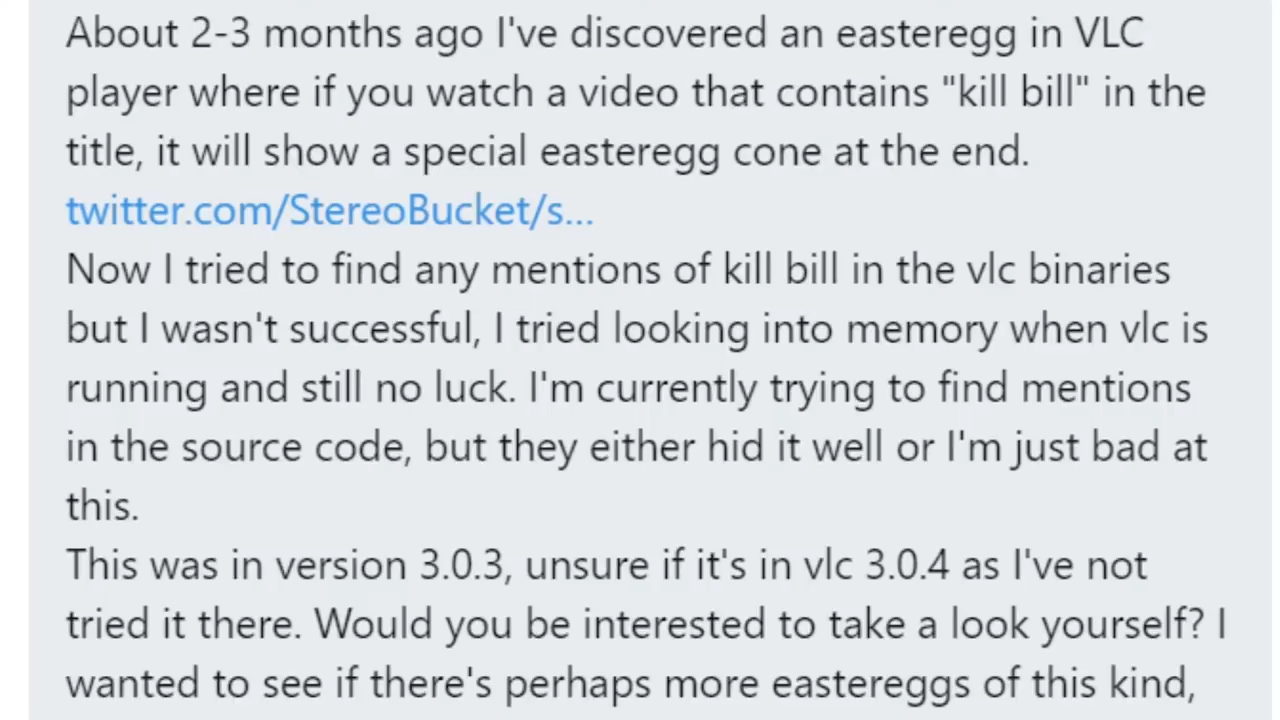 About 2-3 months ago I've discovered an easteregg in VLC
player where if you watch a video that contains "kill bill" in the
title, it will show a special easteregg cone at the end.
twitter.com/StereoBucket/s...
Now I tried to find any mentions of kill bill in the vlc binaries
but I wasn't successful, I tried looking into memory when vlc is
running and still no luck. I'm currently trying to find mentions
in the source code, but they either hid it well or I'm just bad at
this.
This was in version 3.0.3, unsure if it's in vlc 3.0.4 as I've not
tried it there. Would you be interested to take a look yourself? I
wanted to see if there's perhaps more eastereggs of this kind,